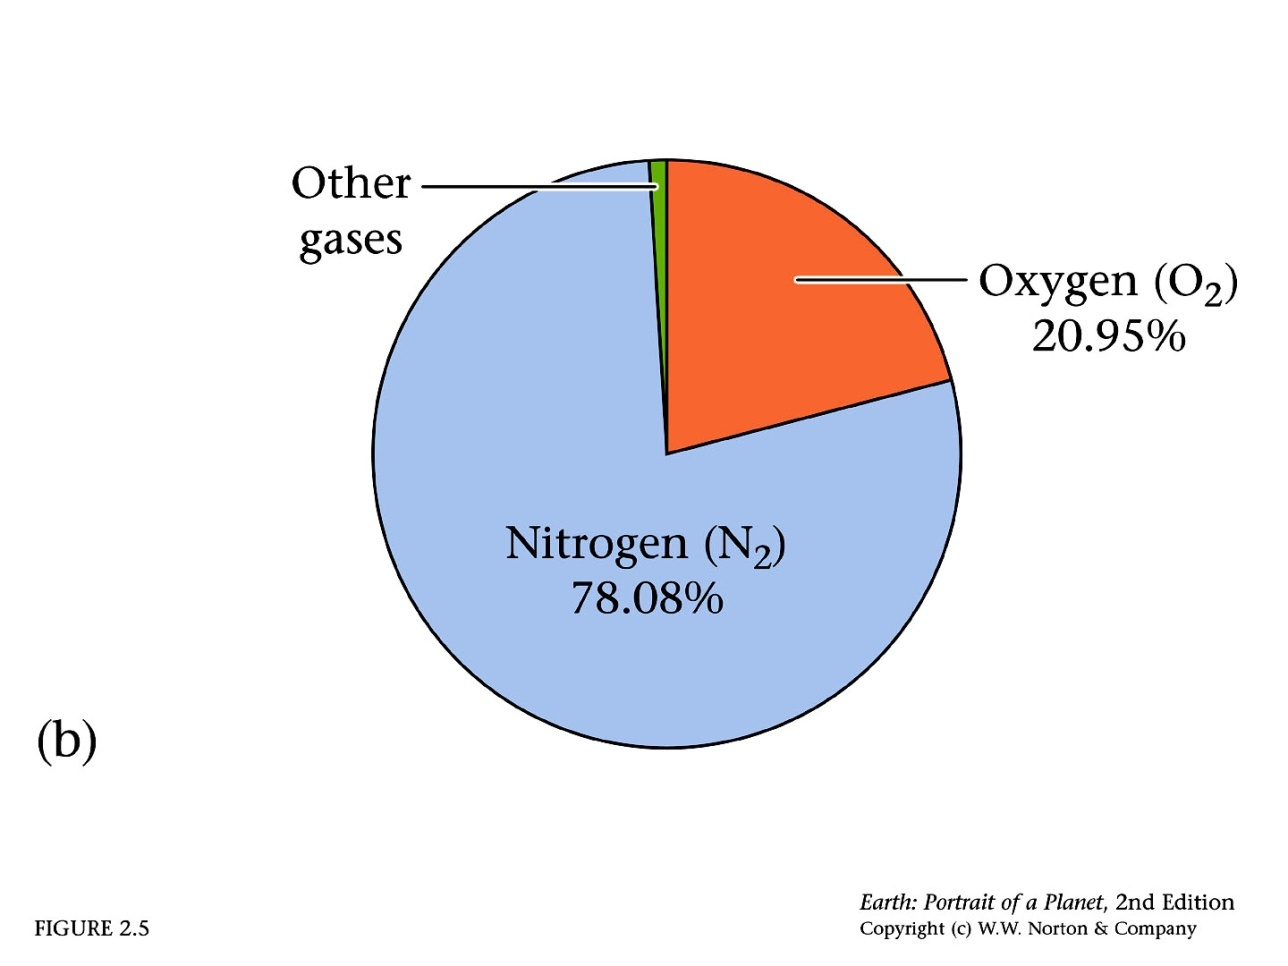 Other
gases
Oxygen (O₂)
20.95%
Nitrogen (N₂)
78.08%
(b)
FIGURE 2.5
Earth: Portrait of a Planet, 2nd Edition
Copyright (c) W.W. Norton & Company